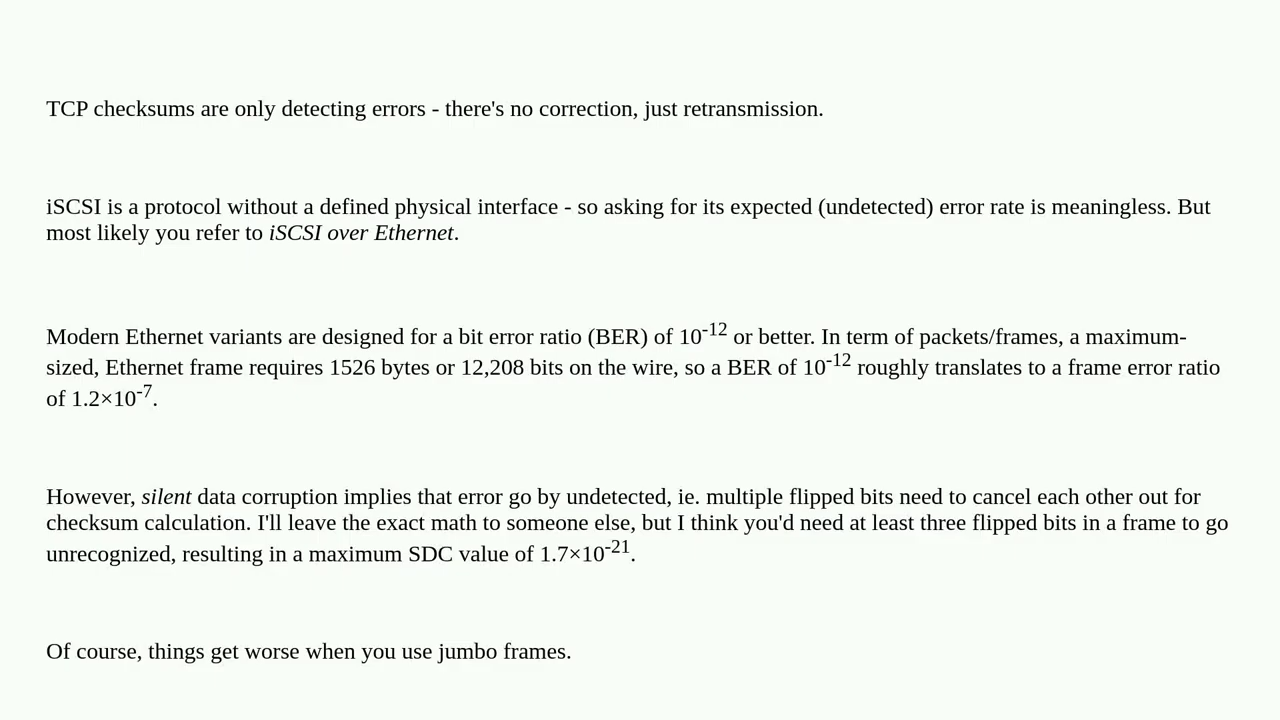 TCP checksums are only detecting errors - there's no correction, just retransmission.
iSCSI is a protocol without a defined physical interface - so asking for its expected (undetected) error rate is meaningless. But
most likely you refer to iSCSI over Ethernet.
Modern Ethernet variants are designed for a bit error ratio (BER) of 10⁻¹² or better. In term of packets/frames, a maximum-
sized, Ethernet frame requires 1526 bytes or 12,208 bits on the wire, so a BER of 10⁻¹² roughly translates to a frame error ratio
of 1.2×10⁻⁷.
However, silent data corruption implies that error go by undetected, ie. multiple flipped bits need to cancel each other out for
checksum calculation. I'll leave the exact math to someone else, but I think you'd need at least three flipped bits in a frame to go
unrecognized, resulting in a maximum SDC value of 1.7×10⁻²¹.
Of course, things get worse when you use jumbo frames.